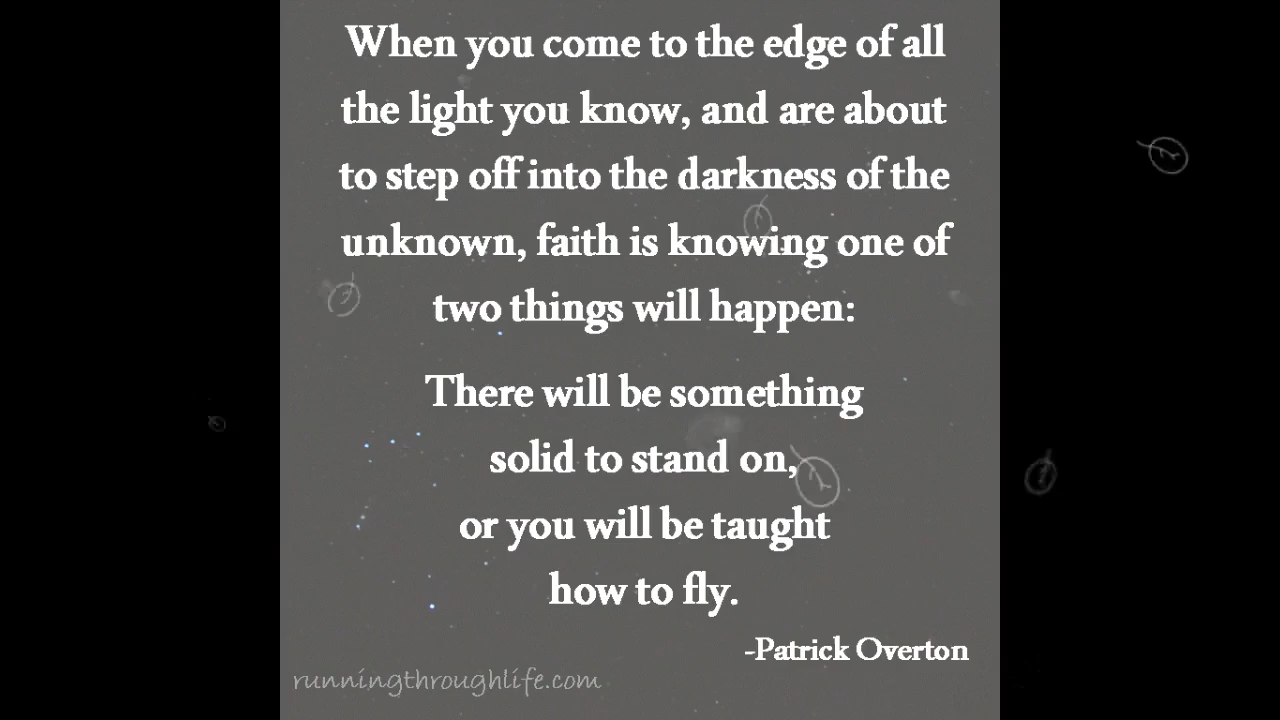 When you come to the edge of all
the light you know, and are about
to step off into the darkness of the
unknown, faith is knowing one of
two things will happen:
There will be something
solid to stand on,
or you will be taught
how to fly.
-Patrick Overton
runningthroughlife.com